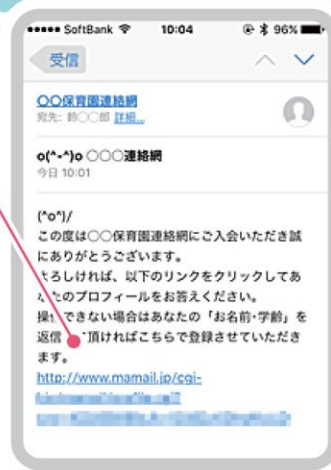 SoftBank 10:04 96%
受信
〇〇保育園連絡網
宛先: 鈴〇〇郎 詳細...
o(^-^)o 〇〇〇連絡網
今日 10:01
(^o^)/
この度は〇〇保育園連絡網にご入会いただき誠
にありがとうございます。
よろしければ、以下のリンクをクリックしてあ
なたのプロフィールをお答えください。
操作できない場合はあなたの「お名前・学齢」を
返信 頂ければこちらで登録させていただき
ます。
http://www.mamail.jp/cgi-